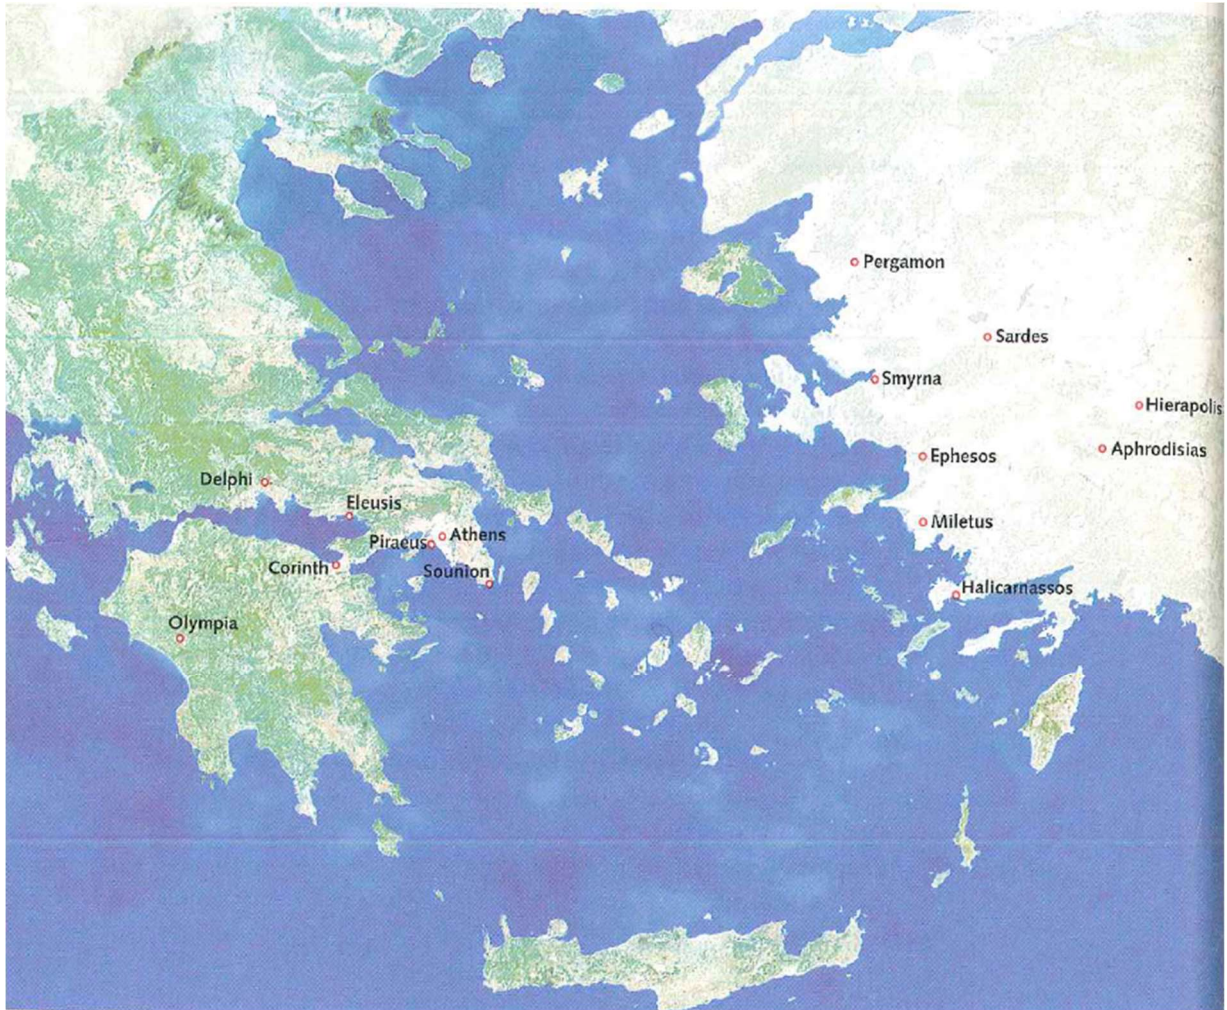 Pergamon
Sardes
Smyrna
Hierapolis
Aphrodisias
Ephesos
Delphi
Eleusis
Miletus
Athens
Piraeus
Corinth
Sounion
Halicarnassos
Olympia